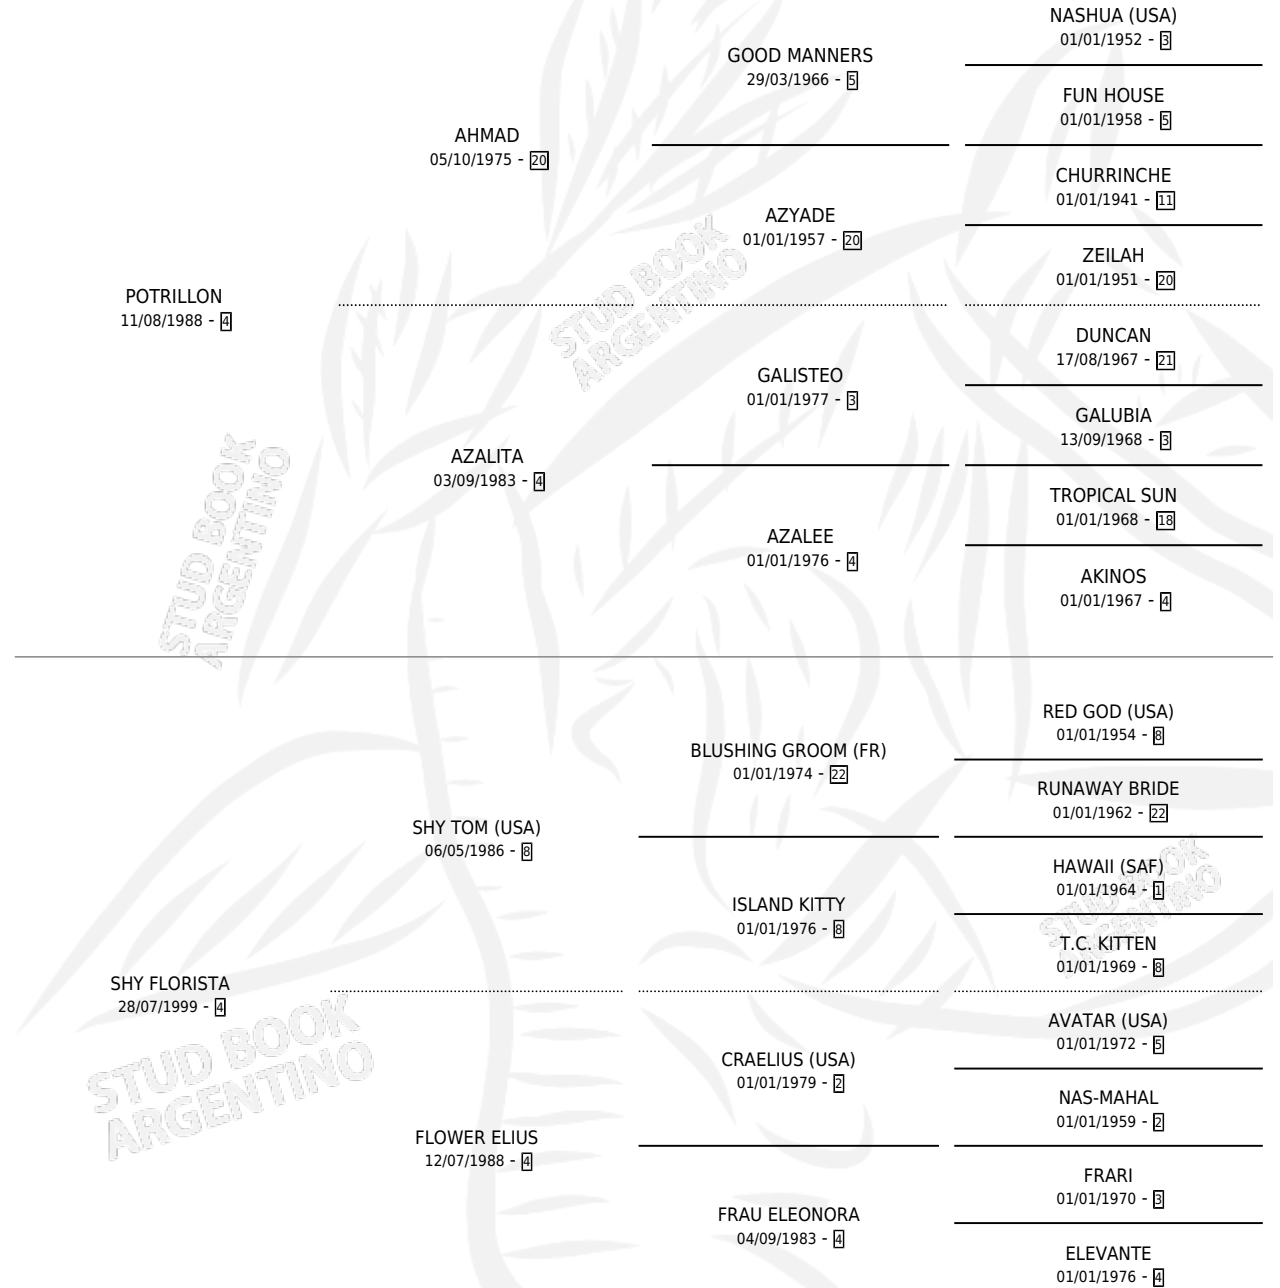 NASHUA (USA)
01/01/1952 - 3
GOOD MANNERS
29/03/1966 - 5
FUN HOUSE
01/01/1958 - 5
AHMAD
05/10/1975 - 20
CHURRINCHE
01/01/1941 - 11
AZYADE
01/01/1957 - 20
ZEILAH
01/01/1951 - 20
POTRILLON
11/08/1988 - 4
STUD BOOK
ARGENTINO
DUNCAN
17/08/1967 - 21
GALISTEO
01/01/1977 - 3
GALUBIA
13/09/1968 - 3
AZALITA
03/09/1983 - 4
TROPICAL SUN
01/01/1968 - 18
AZALEE
01/01/1976 - 4
AKINOS
01/01/1967 - 4
STUD BOOK
ARGENTINO
RED GOD (USA)
01/01/1954 - 8
BLUSHING GROOM (FR)
01/01/1974 - 22
RUNAWAY BRIDE
01/01/1962 - 22
SHY TOM (USA)
06/05/1986 - 8
HAWAII (SAF)
01/01/1964 - 1
ISLAND KITTY
01/01/1976 - 8
STUD BOOK
ARGENTINO
T.C. KITTEN
01/01/1969 - 8
SHY FLORISTA
28/07/1999 - 4
STUD BOOK
ARGENTINO
AVATAR (USA)
01/01/1972 - 5
CRAELIUS (USA)
01/01/1979 - 2
NAS-MAHAL
01/01/1959 - 2
FLOWER ELIUS
12/07/1988 - 4
FRARI
01/01/1970 - 3
FRAU ELEONORA
04/09/1983 - 4
ELEVANTE
01/01/1976 - 4